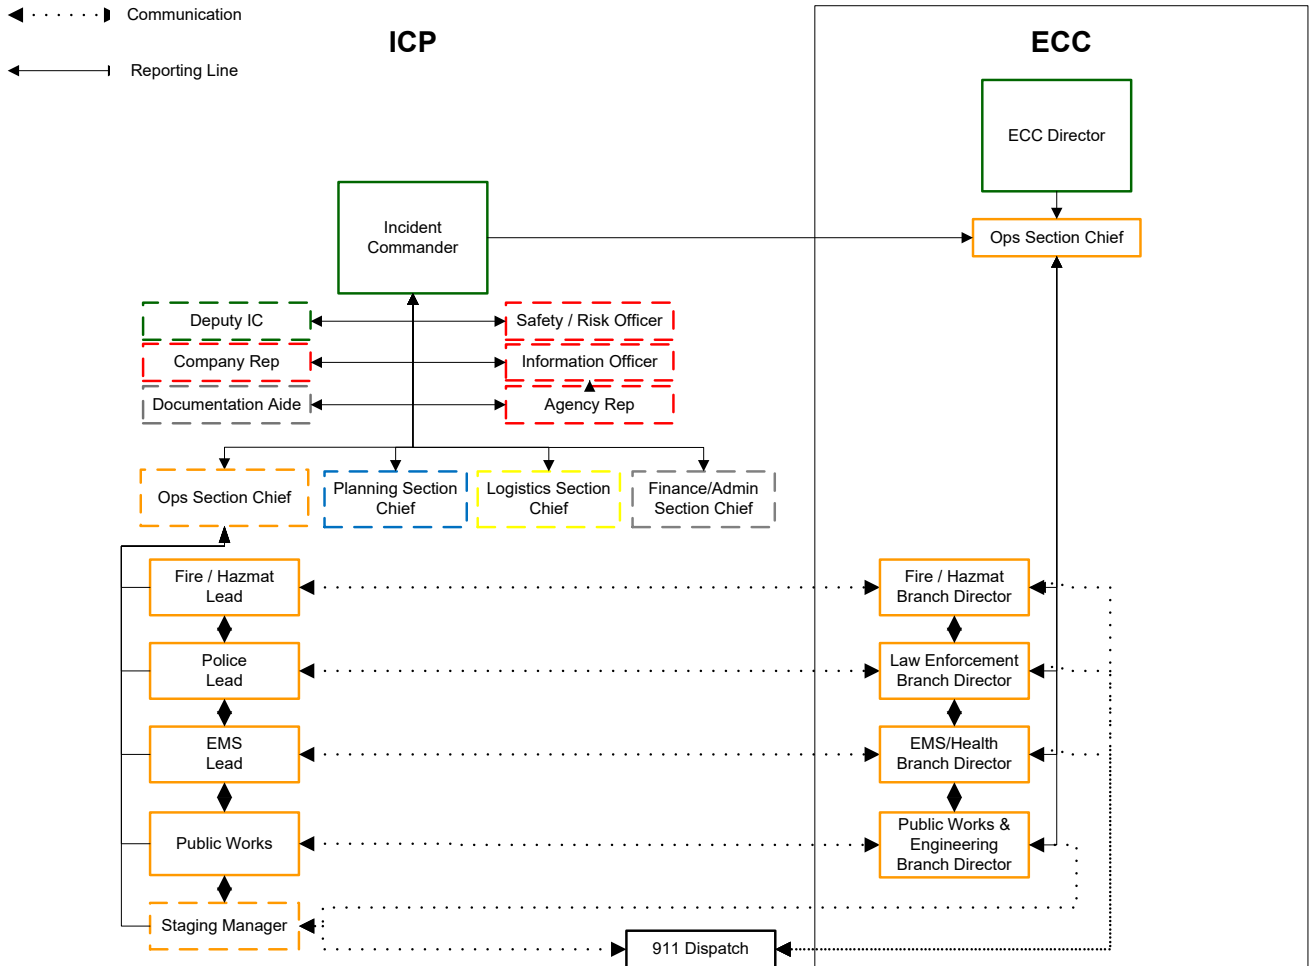 Communication
Reporting Line
ICP
ECC
ECC Director
Incident
Commander
Ops Section Chief
Deputy IC
Safety / Risk Officer
Company Rep
Information Officer
Documentation Aide
Agency Rep
Ops Section Chief
Planning Section
Chief
Logistics Section
Chief
Finance/Admin
Section Chief
Fire / Hazmat
Lead
Fire / Hazmat
Branch Director
Police
Lead
Law Enforcement
Branch Director
EMS
Lead
EMS/Health
Branch Director
Public Works
Public Works &
Engineering
Branch Director
Staging Manager
911 Dispatch